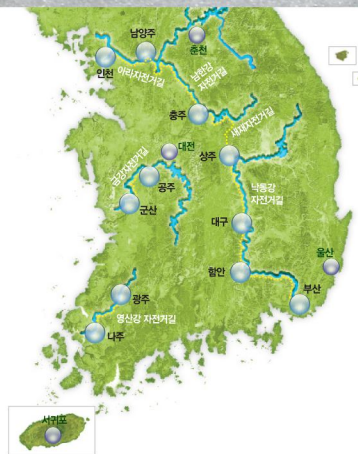 남양주
춘천
인천
아라자전거길
남한강
자전거길
충주
새재자전거길
대전
상주
금강자전거길
공주
군산
낙동강
자전거길
대구
울산
함안
광주
부산
영산강 자전거길
나주
서귀포